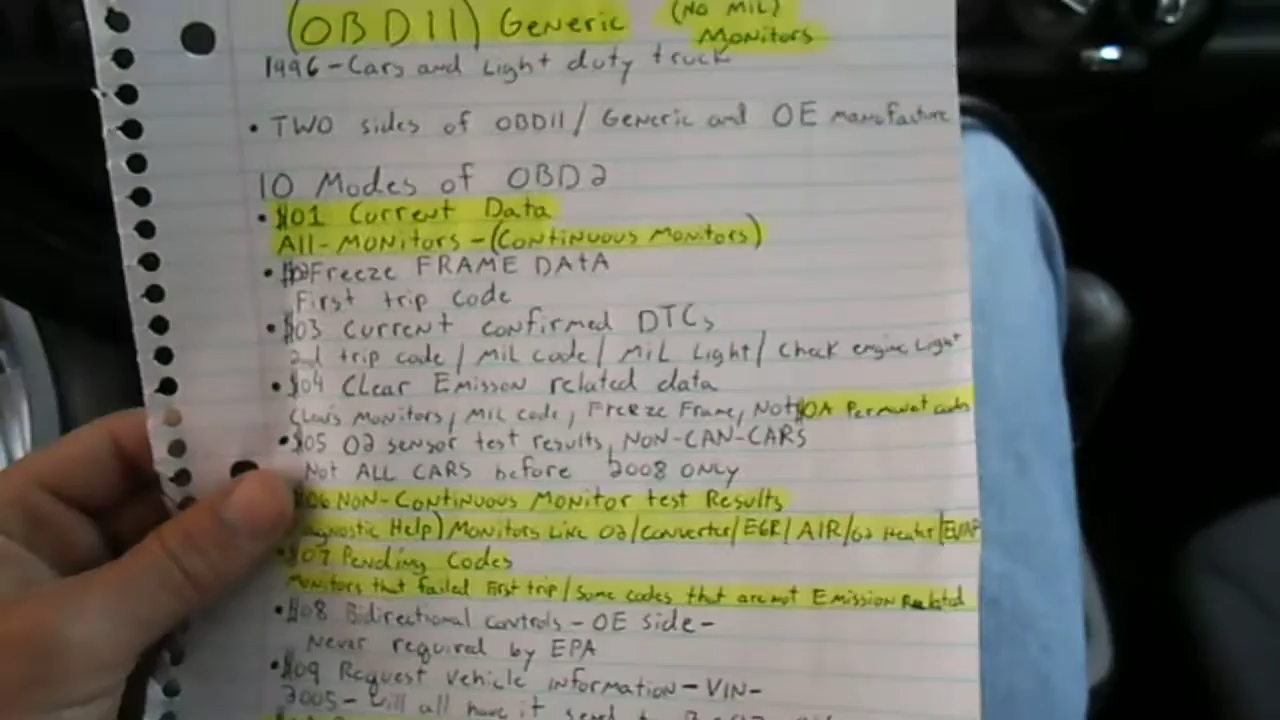 (OBD11) Generic (NO MIL)
Monitors
1996-Cars and Light duty truck
• TWO sides of OBD11/Generic and OE manufacture
10 Modes of OBD2
• $01 Current Data
All-Monitors-(Continuous Monitors)
• $02 Freeze FRAME DATA
First trip code
• $03 Current confirmed DTCs
2nd trip code/MIL code/MIL Light/Check engine Light
• $04 Clear Emisson related data
Clears Monitors, MIL code, Freeze Frame, Not $0A Permanet codes
• $05 O2 sensor test results, NON-CAN-CARS
Not ALL CARS before 2008 ONLY
$06 NON-Continuous Monitor test Results
Help) Monitors Like O2/Converter/EGR/AIR/O2 Heater/EVAP
• $07 Pending Codes
Monitors that failed First trip/some codes that are not Emission Related
• $08 Bidirectional controls-OE side-
Never required by EPA
• $09 Request Vehicle information-VIN-
2005- will all have it